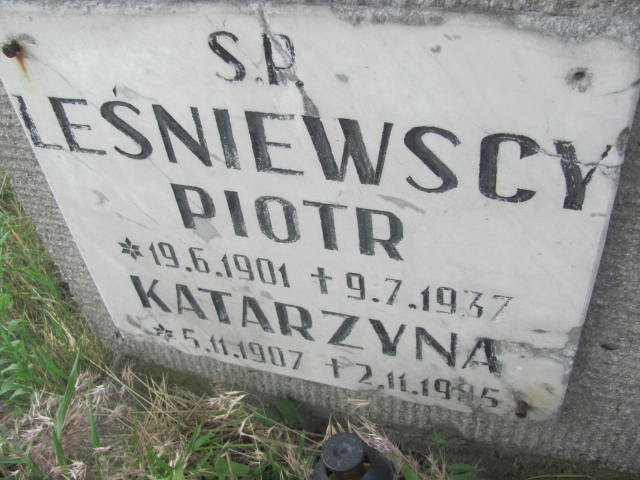 S.P.
LEŚNIEWSCY
PIOTR
*19.6.1901 †9.7.1937
KATARZYNA
*5.11.1907